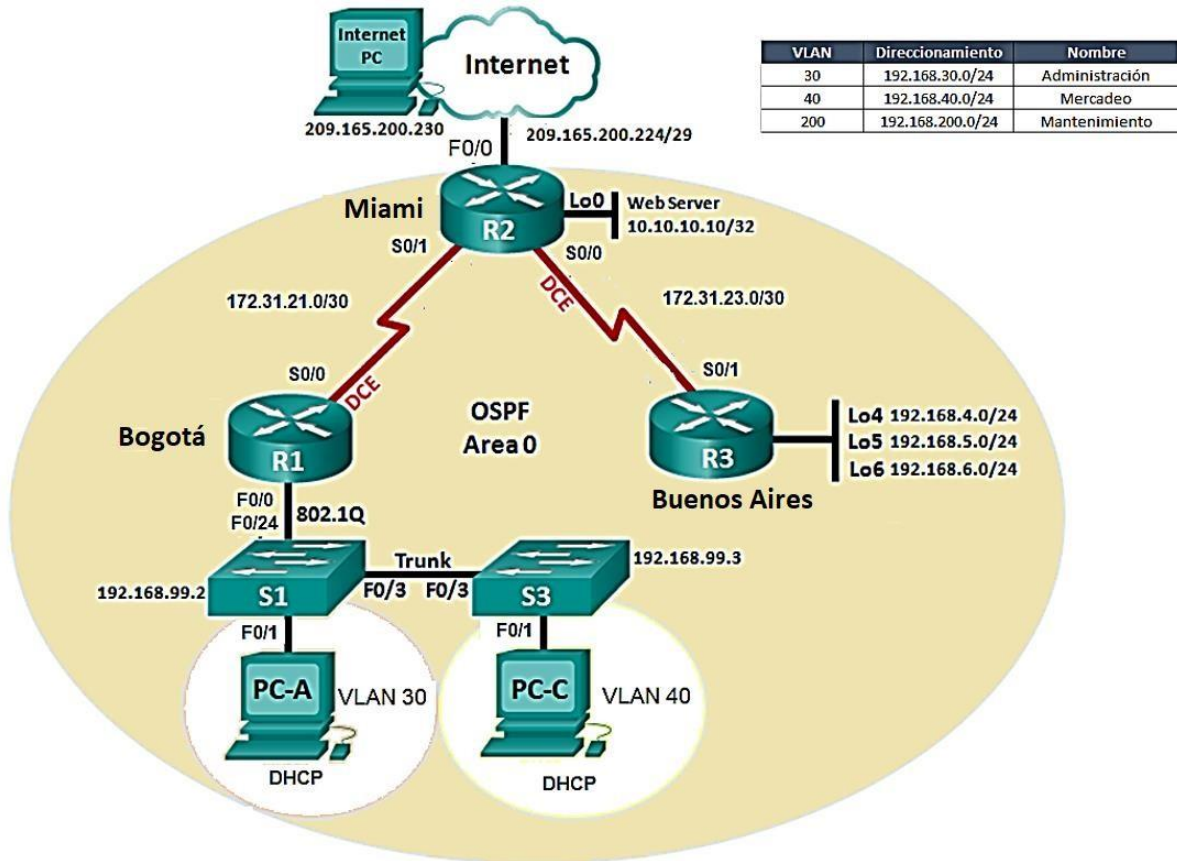 Internet
PC
Internet
209.165.200.230
209.165.200.224/29
F0/0
VLAN Direccionamiento Nombre
30 192.168.30.0/24 Administración
40 192.168.40.0/24 Mercadeo
200 192.168.200.0/24 Mantenimiento
Miami
R2
Lo0
Web Server
10.10.10.10/32
S0/1
S0/0
DCE
172.31.21.0/30
172.31.23.0/30
S0/0
DCE
S0/1
OSPF
Area 0
Bogotá
R1
R3
Buenos Aires
Lo4 192.168.4.0/24
Lo5 192.168.5.0/24
Lo6 192.168.6.0/24
F0/0
F0/24
802.1Q
192.168.99.2
S1
Trunk
F0/3 F0/3
S3
192.168.99.3
F0/1
F0/1
PC-A
VLAN 30
DHCP
PC-C
VLAN 40
DHCP